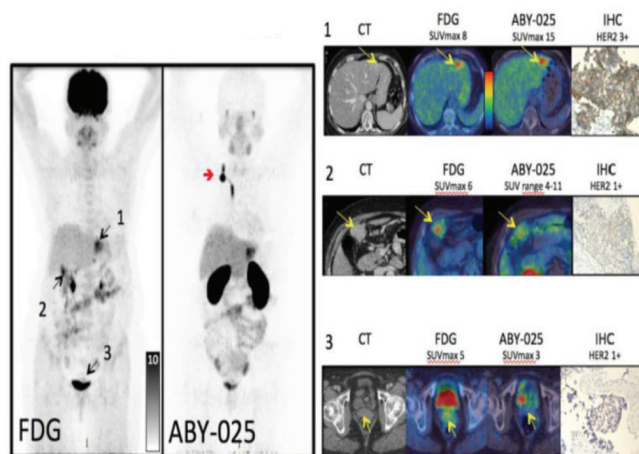 1
2
3
10
FDG
ABY-025
1
CT
FDG
SUVmax 8
ABY-025
SUVmax 15
IHC
HER2 3+
2
CT
FDG
SUVmax 6
ABY-025
SUV range 4-11
IHC
HER2 1+
3
CT
FDG
SUVmax 5
ABY-025
SUVmax 3
IHC
HER2 1+